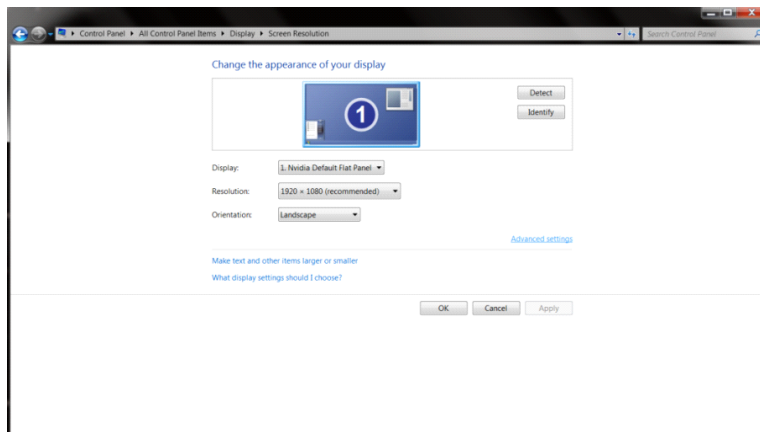 Control Panel ▸ All Control Panel Items ▸ Display ▸ Screen Resolution
Search Control Panel
Change the appearance of your display
1
Detect
Identify
Display: 1. Nvidia Default Flat Panel
Resolution: 1920 × 1080 (recommended)
Orientation: Landscape
Advanced settings
Make text and other items larger or smaller
What display settings should I choose?
OK Cancel Apply